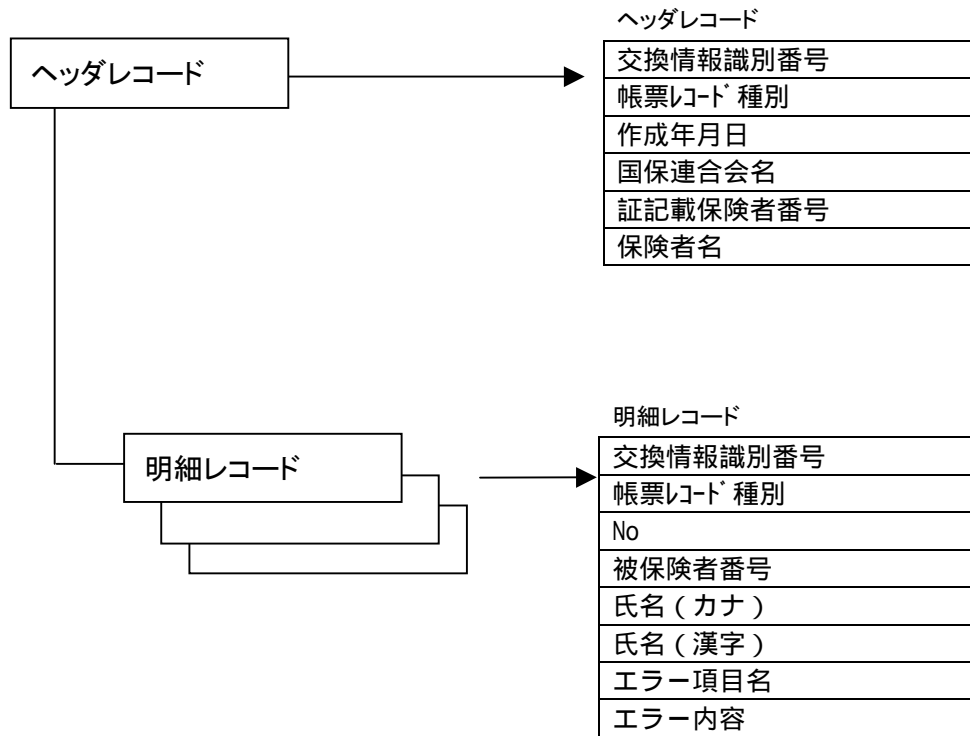 ヘッダレコード
ヘッダレコード
交換情報識別番号
帳票ﾚｺｰﾄﾞ種別
作成年月日
国保連合会名
証記載保険者番号
保険者名
明細レコード
明細レコード
交換情報識別番号
帳票ﾚｺｰﾄﾞ種別
No
被保険者番号
氏名(カナ)
氏名(漢字)
エラー項目名
エラー内容